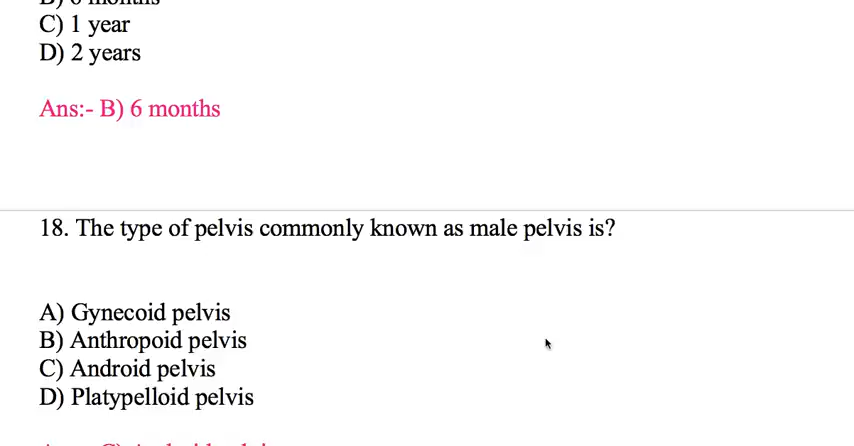 C) 1 year
D) 2 years
Ans:- B) 6 months
18. The type of pelvis commonly known as male pelvis is?
A) Gynecoid pelvis
B) Anthropoid pelvis
C) Android pelvis
D) Platypelloid pelvis